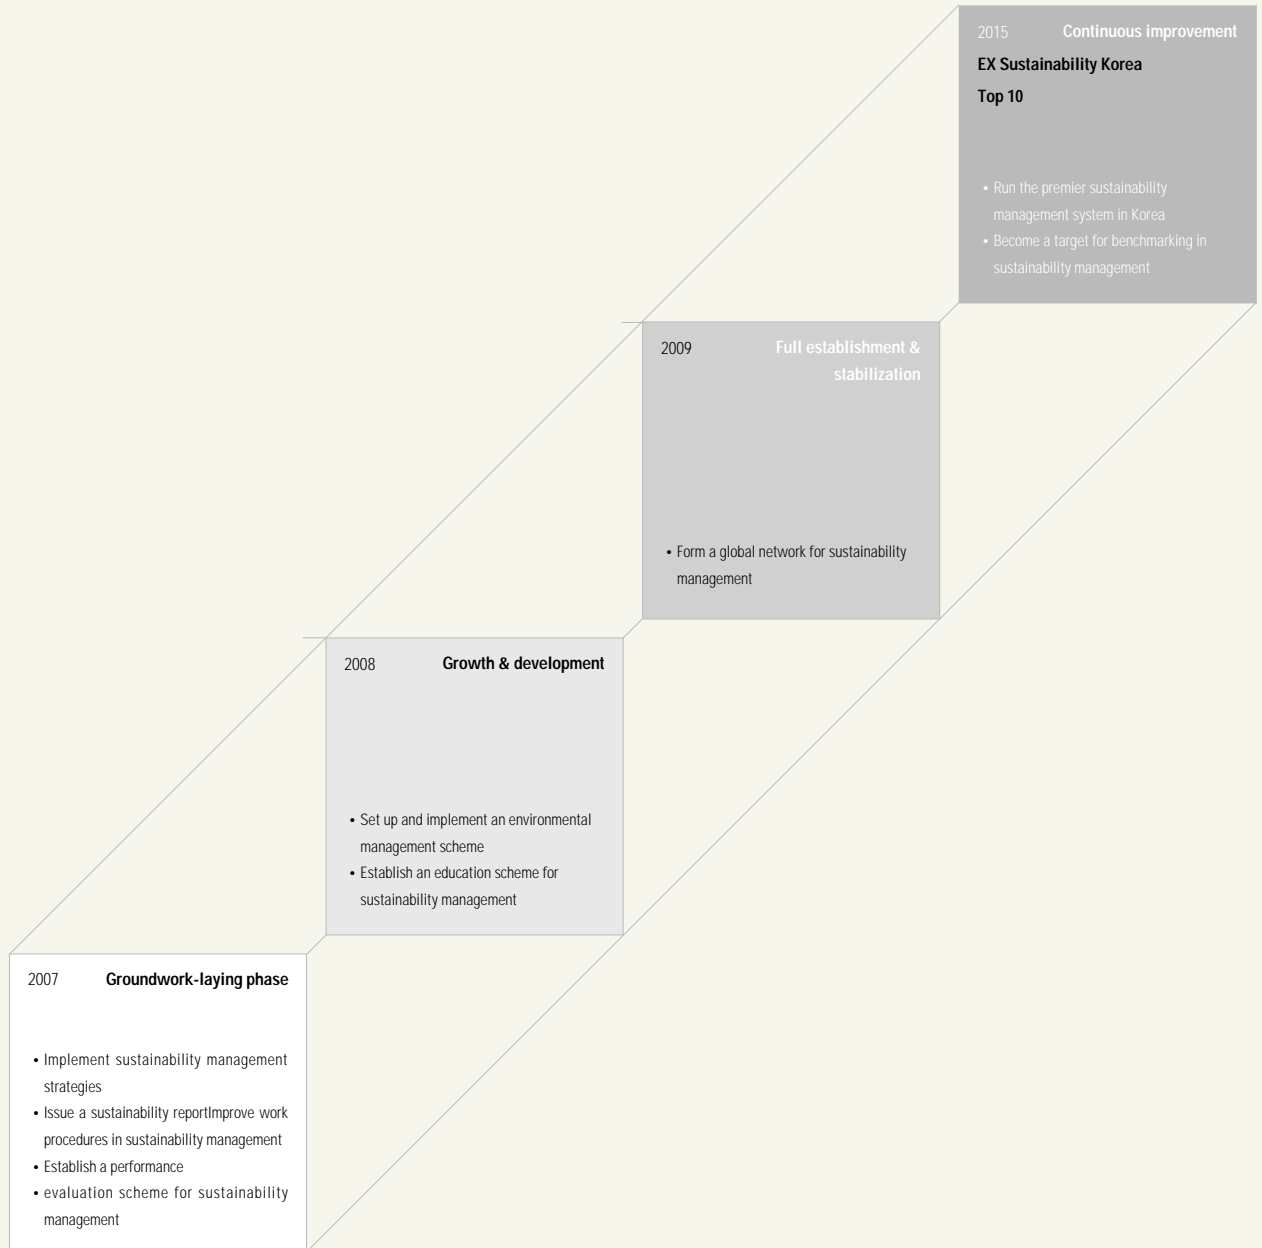 2015 Continuous improvement
EX Sustainability Korea
Top 10
• Run the premier sustainability
management system in Korea
• Become a target for benchmarking in
sustainability management
2009 Full establishment &
stabilization
• Form a global network for sustainability
management
2008 Growth & development
• Set up and implement an environmental
management scheme
• Establish an education scheme for
sustainability management
2007 Groundwork-laying phase
• Implement sustainability management
strategies
• Issue a sustainability reportImprove work
procedures in sustainability management
• Establish a performance
• evaluation scheme for sustainability
management